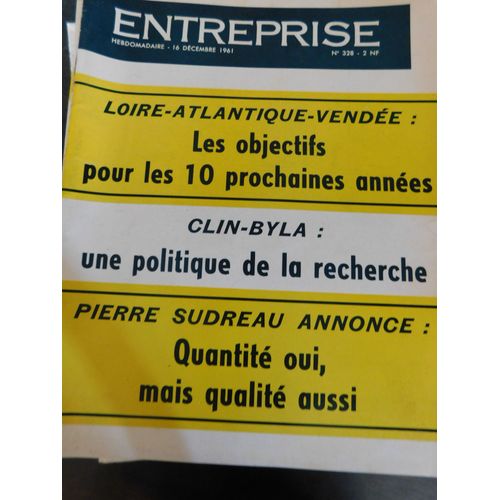 ENTREPRISE
HEBDOMADAIRE - 16 DÉCEMBRE 1961
N° 328 - 2 NF
LOIRE-ATLANTIQUE-VENDÉE :
Les objectifs
pour les 10 prochaines années
CLIN-BYLA :
une politique de la recherche
PIERRE SUDREAU ANNONCE :
Quantité oui,
mais qualité aussi